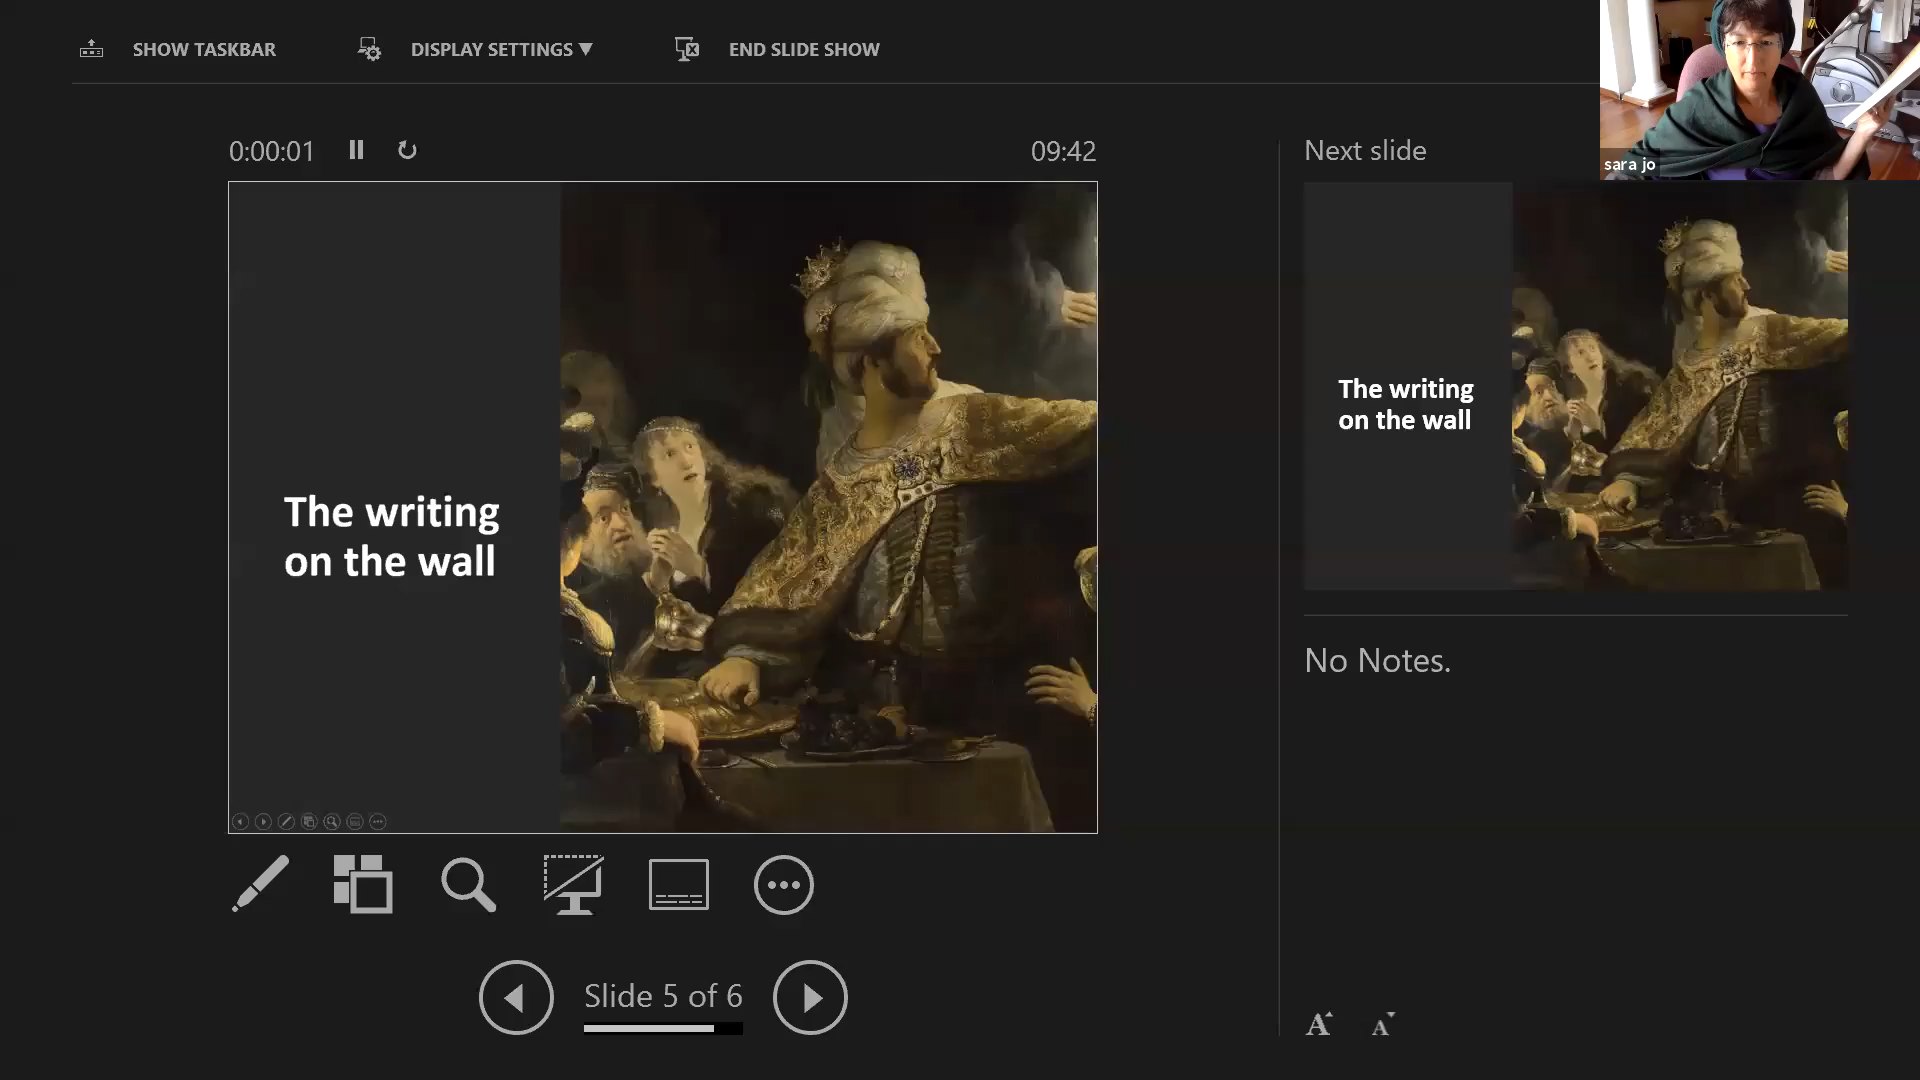 SHOW TASKBAR
DISPLAY SETTINGS ▼
END SLIDE SHOW
sara jo
0:00:01
09:42
Next slide
The writing
on the wall
The writing
on the wall
No Notes.
Slide 5 of 6
A
A